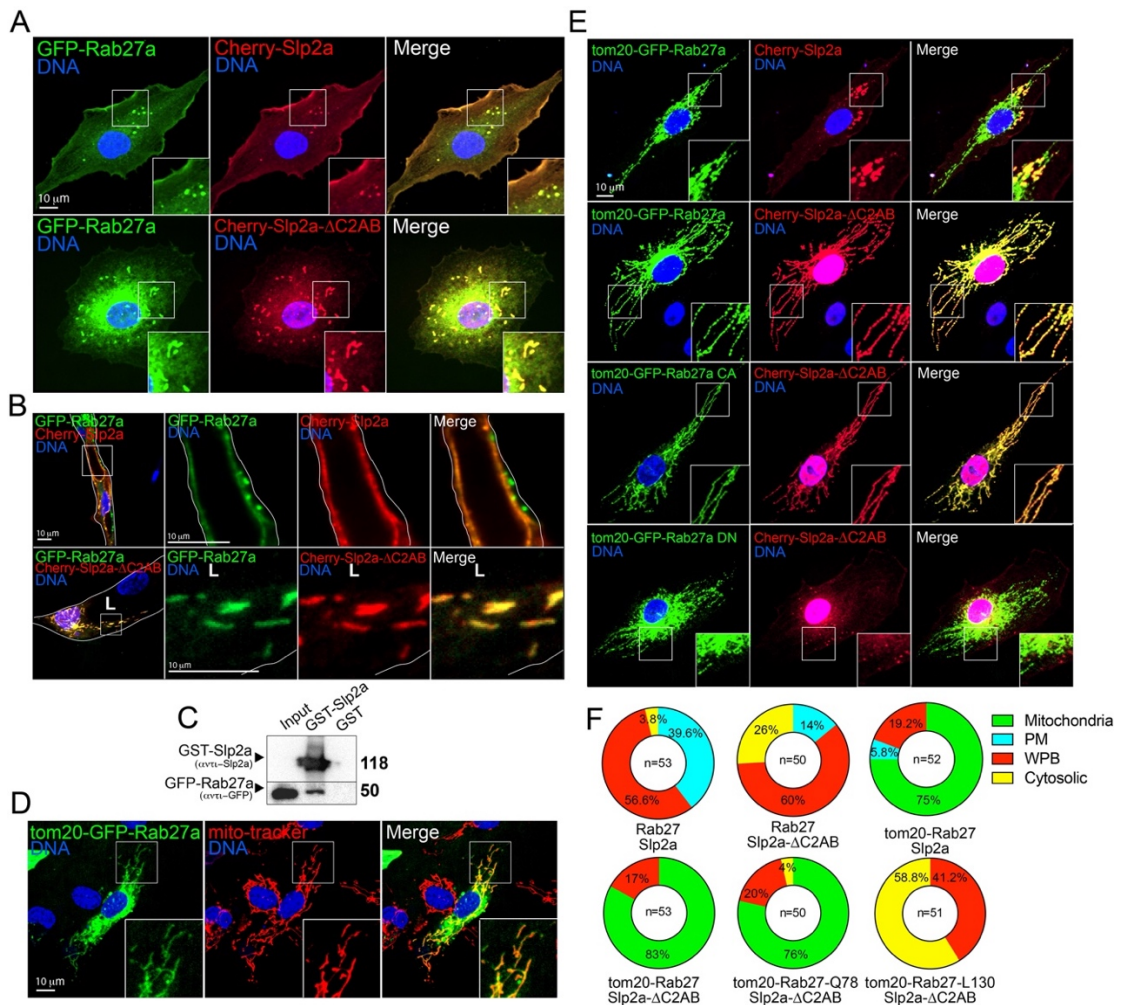 A
GFP-Rab27a
DNA
Cherry-Slp2a
DNA
Merge
10 µm
GFP-Rab27a
DNA
Cherry-Slp2a-ΔC2AB
DNA
Merge
B
GFP-Rab27a
Cherry-Slp2a
DNA
10 µm
GFP-Rab27a
DNA
Cherry-Slp2a
DNA
Merge
GFP-Rab27a
Cherry-Slp2a-ΔC2AB
DNA
L
10 µm
GFP-Rab27a
DNA
L
10 µm
Cherry-Slp2a-ΔC2AB
DNA
L
Merge
L
C
Input
GST-Slp2a
GST
GST-Slp2a
(αντι–Slp2a)
118
GFP-Rab27a
(αντι–GFP)
50
D
tom20-GFP-Rab27a
DNA
mito-tracker
DNA
Merge
10 µm
E
tom20-GFP-Rab27a
DNA
Cherry-Slp2a
DNA
Merge
10 µm
tom20-GFP-Rab27a
DNA
Cherry-Slp2a-ΔC2AB
DNA
Merge
tom20-GFP-Rab27a CA
DNA
Cherry-Slp2a-ΔC2AB
DNA
Merge
tom20-GFP-Rab27a DN
DNA
Cherry-Slp2a-ΔC2AB
DNA
Merge
F
3.8%
39.6%
n=53
56.6%
Rab27
Slp2a
26%
14%
n=50
60%
Rab27
Slp2a-ΔC2AB
19.2%
5.8%
n=52
75%
tom20-Rab27
Slp2a
Mitochondria
PM
WPB
Cytosolic
17%
n=53
83%
tom20-Rab27
Slp2a-ΔC2AB
4%
20%
n=50
76%
tom20-Rab27-Q78
Slp2a-ΔC2AB
58.8%
41.2%
n=51
tom20-Rab27-L130
Slp2a-ΔC2AB